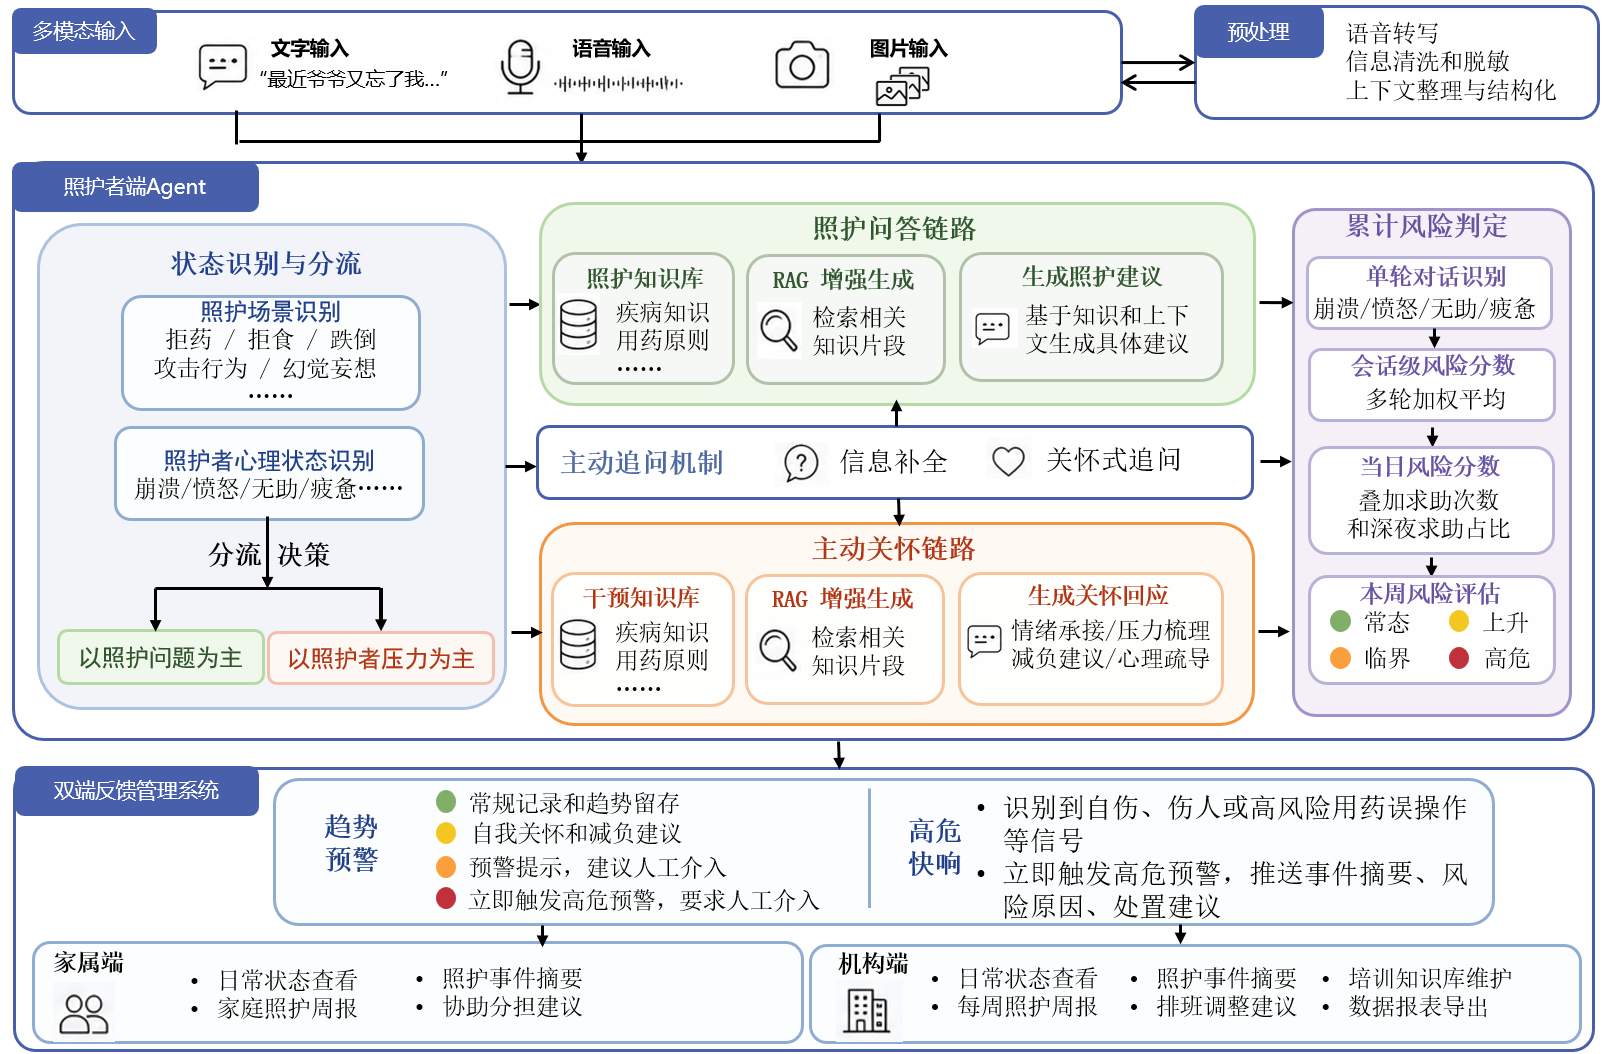 多模态输入
文字输入
“最近爷爷又忘了我...”
语音输入
图片输入
预处理
语音转写
信息清洗和脱敏
上下文整理与结构化
照护者端Agent
状态识别与分流
照护场景识别
拒药 / 拒食 / 跌倒
攻击行为 / 幻觉妄想
……
照护者心理状态识别
崩溃/愤怒/无助/疲惫……
分流 决策
以照护问题为主
以照护者压力为主
照护问答链路
照护知识库
疾病知识
用药原则
……
RAG 增强生成
检索相关
知识片段
生成照护建议
基于知识和上下
文生成具体建议
主动追问机制
信息补全
关怀式追问
主动关怀链路
干预知识库
疾病知识
用药原则
……
RAG 增强生成
检索相关
知识片段
生成关怀回应
情绪承接/压力梳理
减负建议/心理疏导
累计风险判定
单轮对话识别
崩溃/愤怒/无助/疲惫
会话级风险分数
多轮加权平均
当日风险分数
叠加求助次数
和深夜求助占比
本周风险评估
常态
上升
临界
高危
双端反馈管理系统
趋势
预警
常规记录和趋势留存
自我关怀和减负建议
预警提示，建议人工介入
立即触发高危预警，要求人工介入
高危
快响
• 识别到自伤、伤人或高风险用药误操作
等信号
• 立即触发高危预警，推送事件摘要、风
险原因、处置建议
家属端
• 日常状态查看
• 家庭照护周报
• 照护事件摘要
• 协助分担建议
机构端
• 日常状态查看
• 每周照护周报
• 照护事件摘要
• 排班调整建议
• 培训知识库维护
• 数据报表导出